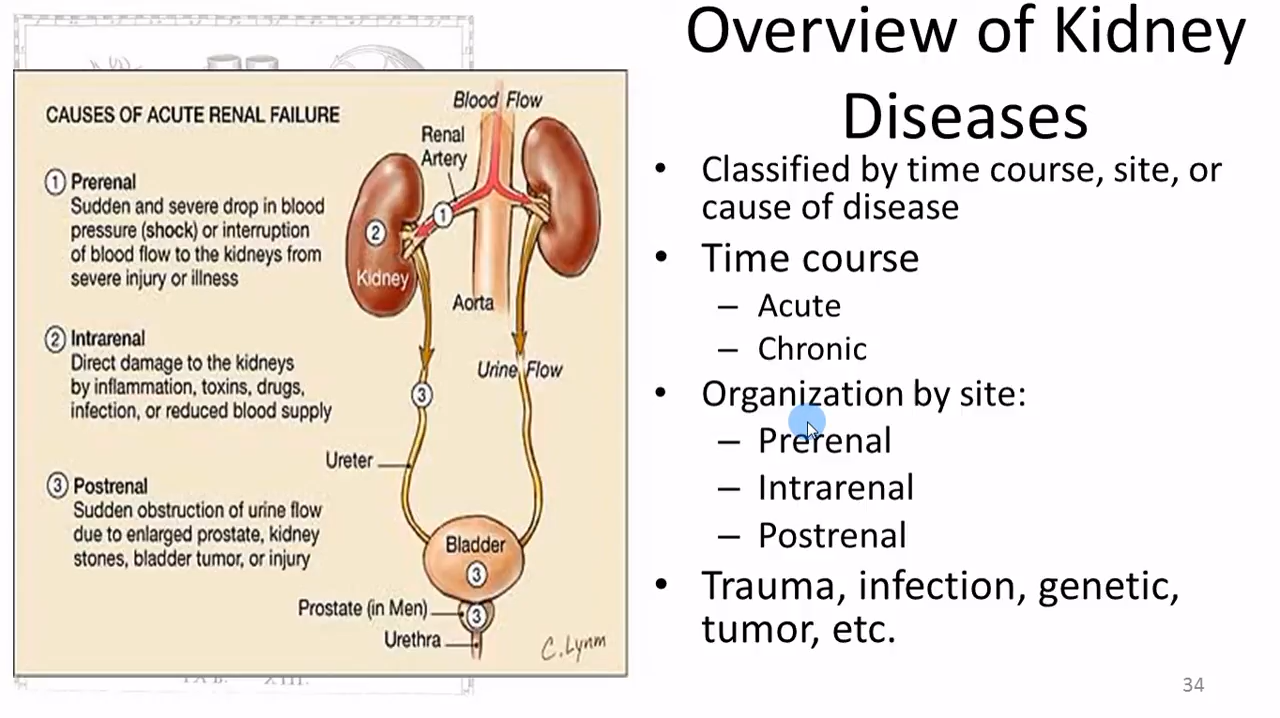 Overview of Kidney
Diseases
CAUSES OF ACUTE RENAL FAILURE
1 Prerenal
Sudden and severe drop in blood
pressure (shock) or interruption
of blood flow to the kidneys from
severe injury or illness
2 Intrarenal
Direct damage to the kidneys
by inflammation, toxins, drugs,
infection, or reduced blood supply
3 Postrenal
Sudden obstruction of urine flow
due to enlarged prostate, kidney
stones, bladder tumor, or injury
Blood Flow
Renal
Artery
1
2
Kidney
Aorta
Urine Flow
3
Ureter
Bladder
3
Prostate (in Men)
3
Urethra
C. Lynm
• Classified by time course, site, or
cause of disease
• Time course
– Acute
– Chronic
• Organization by site:
– Prerenal
– Intrarenal
– Postrenal
• Trauma, infection, genetic,
tumor, etc.
34